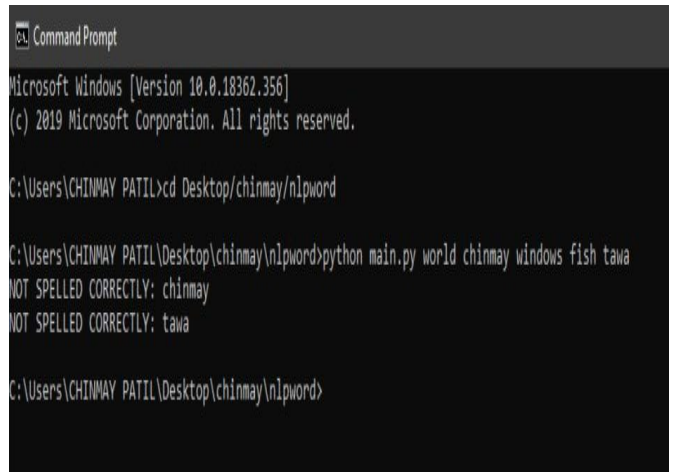 Command Prompt
Microsoft Windows [Version 10.0.18362.356]
(c) 2019 Microsoft Corporation. All rights reserved.
C:\Users\CHINMAY PATIL>cd Desktop/chinmay/nlpword
C:\Users\CHINMAY PATIL\Desktop\chinmay\nlpword>python main.py world chinmay windows fish tawa
NOT SPELLED CORRECTLY: chinmay
NOT SPELLED CORRECTLY: tawa
C:\Users\CHINMAY PATIL\Desktop\chinmay\nlpword>